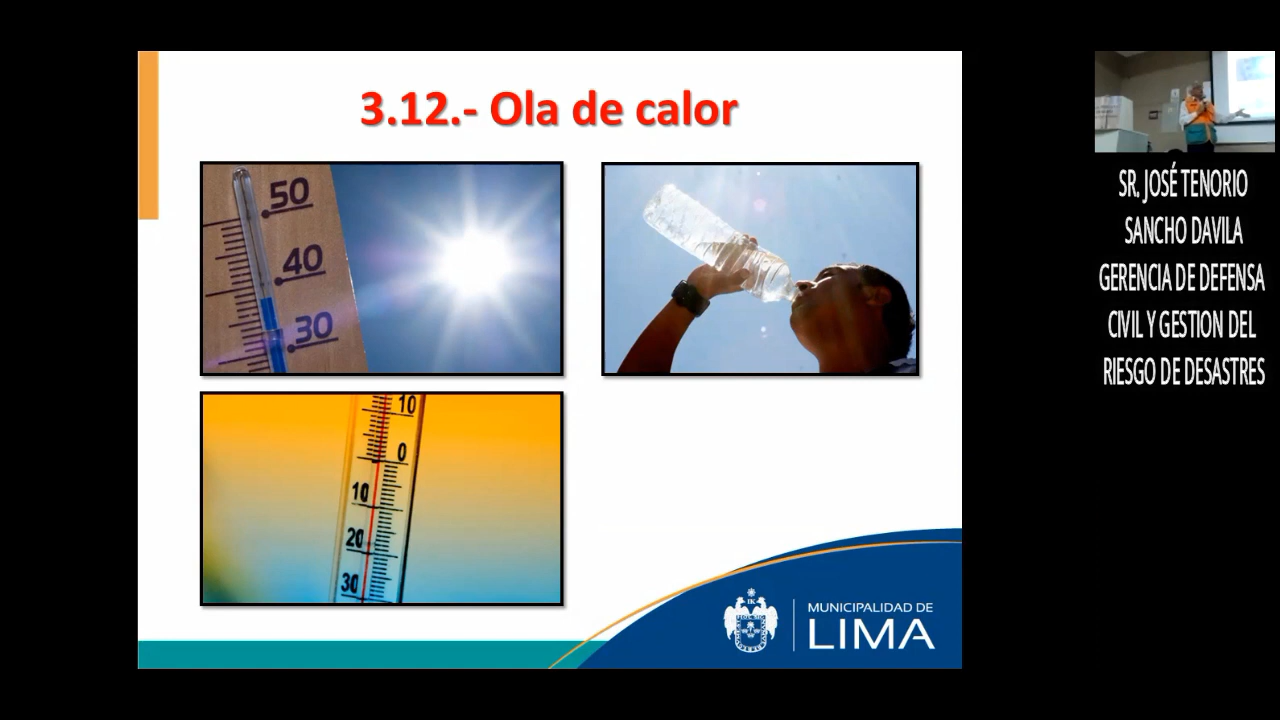 3.12.- Ola de calor
50
40
30
10
0
10
20
30
MUNICIPALIDAD DE
LIMA
SR. JOSÉ TENORIO
SANCHO DAVILA
GERENCIA DE DEFENSA
CIVIL Y GESTION DEL
RIESGO DE DESASTRES